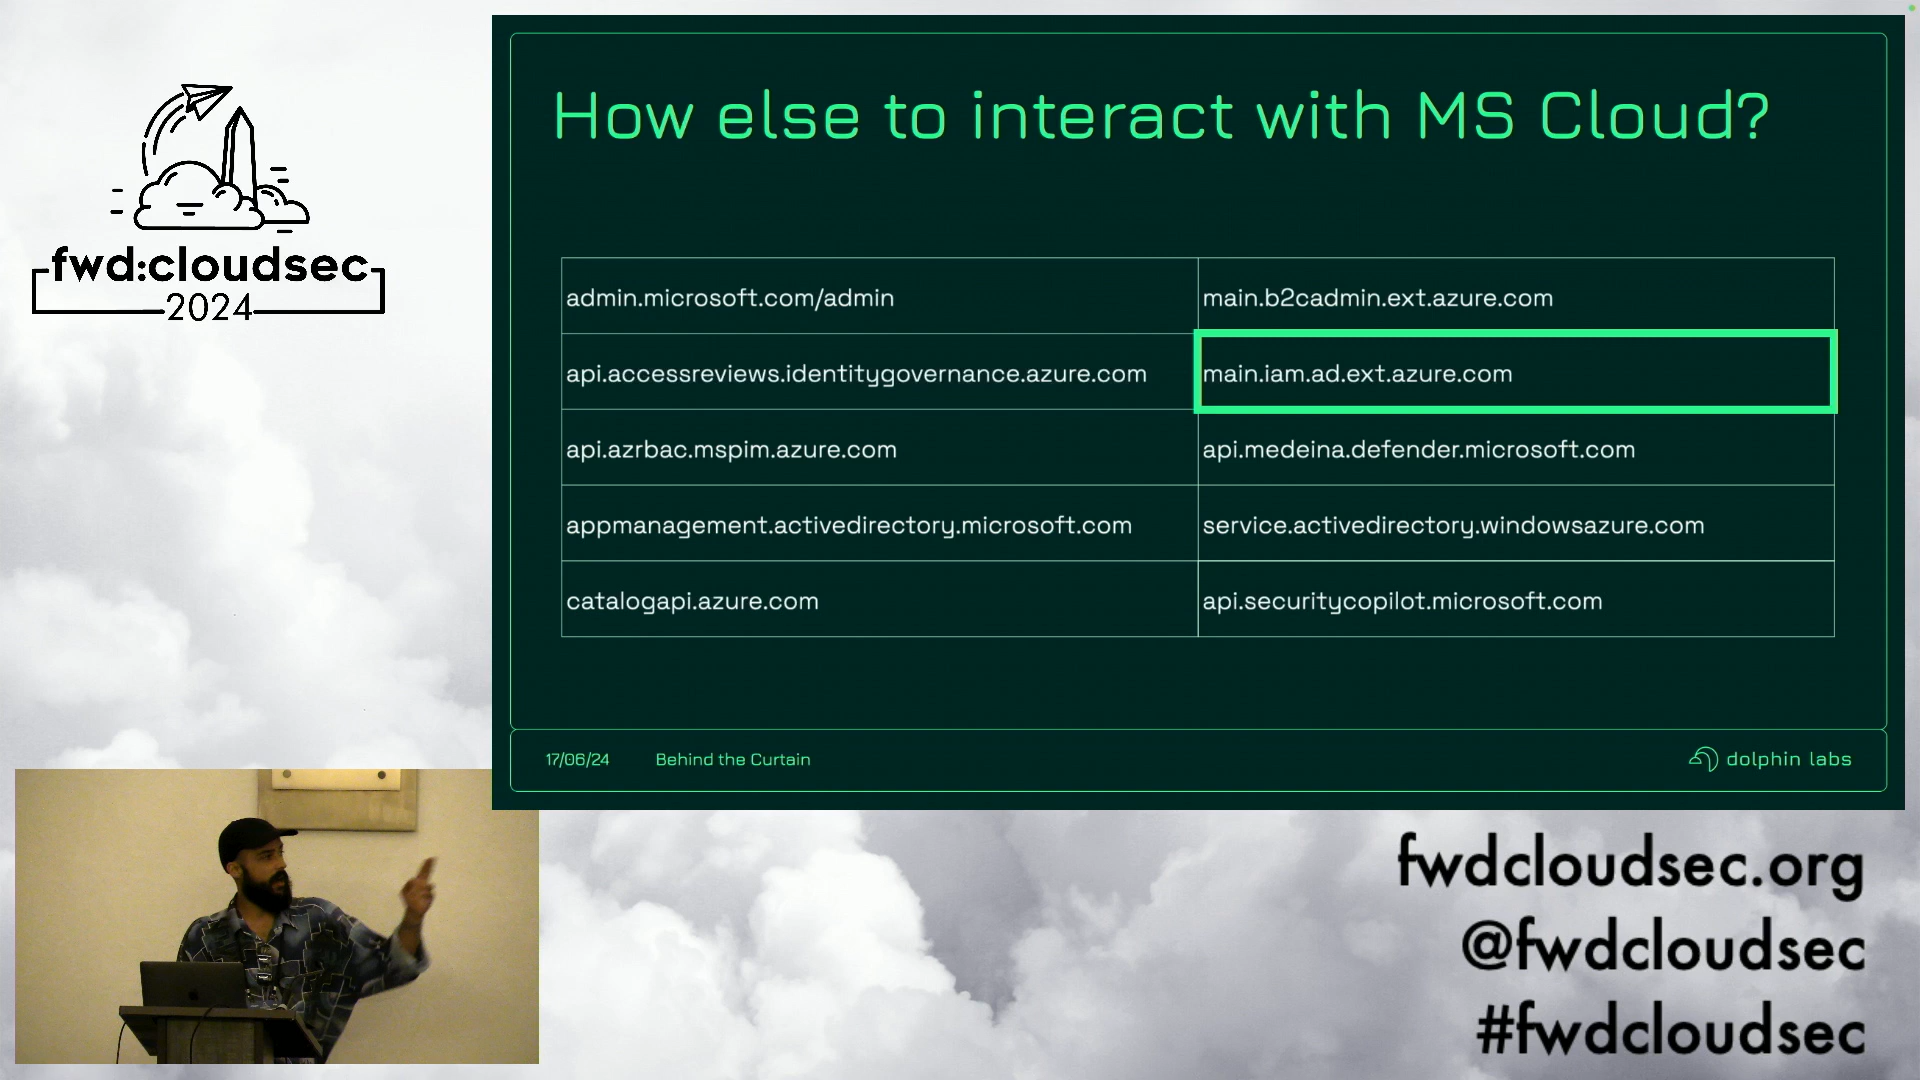 fwd:cloudsec
2024
How else to interact with MS Cloud?
admin.microsoft.com/admin
main.b2cadmin.ext.azure.com
api.accessreviews.identitygovernance.azure.com
main.iam.ad.ext.azure.com
api.azrbac.mspim.azure.com
api.medeina.defender.microsoft.com
appmanagement.activedirectory.microsoft.com
service.activedirectory.windowsazure.com
catalogapi.azure.com
api.securitycopilot.microsoft.com
17/06/24
Behind the Curtain
dolphin labs
fwdcloudsec.org
@fwdcloudsec
#fwdcloudsec